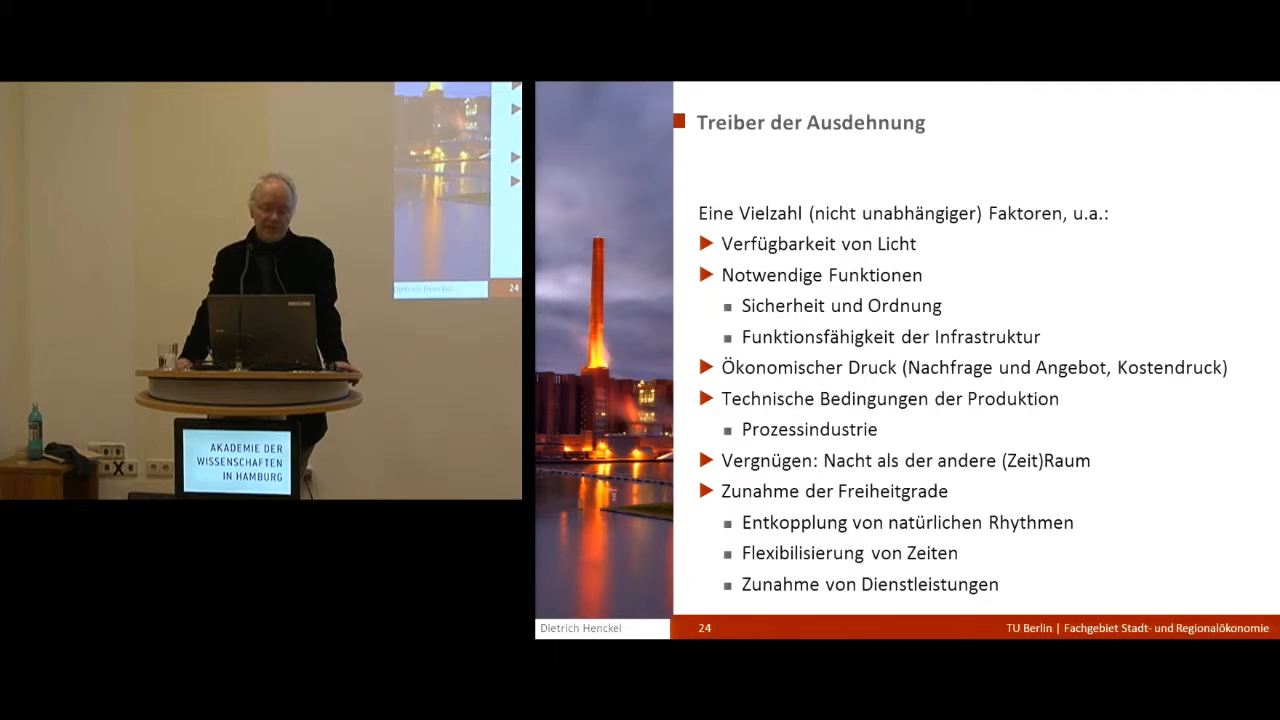 Treiber der Ausdehnung
Eine Vielzahl (nicht unabhängiger) Faktoren, u.a.:
Verfügbarkeit von Licht
Notwendige Funktionen
Sicherheit und Ordnung
Funktionsfähigkeit der Infrastruktur
Ökonomischer Druck (Nachfrage und Angebot, Kostendruck)
Technische Bedingungen der Produktion
Prozessindustrie
Vergnügen: Nacht als der andere (Zeit)Raum
Zunahme der Freiheitgrade
Entkopplung von natürlichen Rhythmen
Flexibilisierung von Zeiten
Zunahme von Dienstleistungen
Dietrich Henckel
24
TU Berlin | Fachgebiet Stadt- und Regionalökonomie
Dietrich Henckel
24
AKADEMIE DER
WISSENSCHAFTEN
IN HAMBURG
X